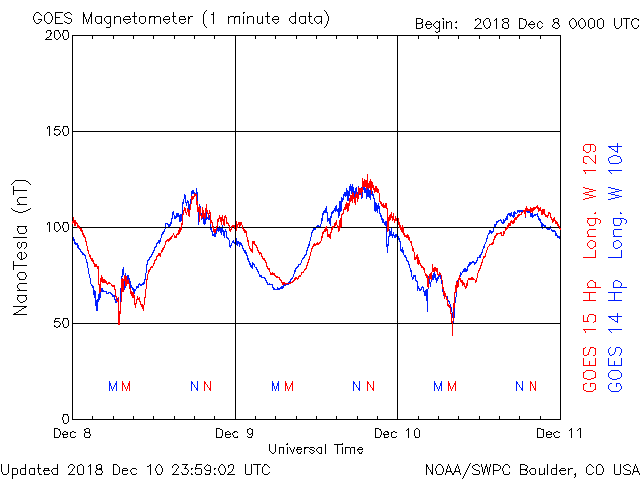 GOES Magnetometer (1 minute data)
Begin: 2018 Dec 8 0000 UTC
200
150
100
50
0
NanoTesla (nT)
M M N N M M N N M M N N
Dec 8 Dec 9 Dec 10 Dec 11
Universal Time
GOES 15 Hp Long. W 129
GOES 14 Hp Long. W 104
Updated 2018 Dec 10 23:59:02 UTC
NOAA/SWPC Boulder, CO USA